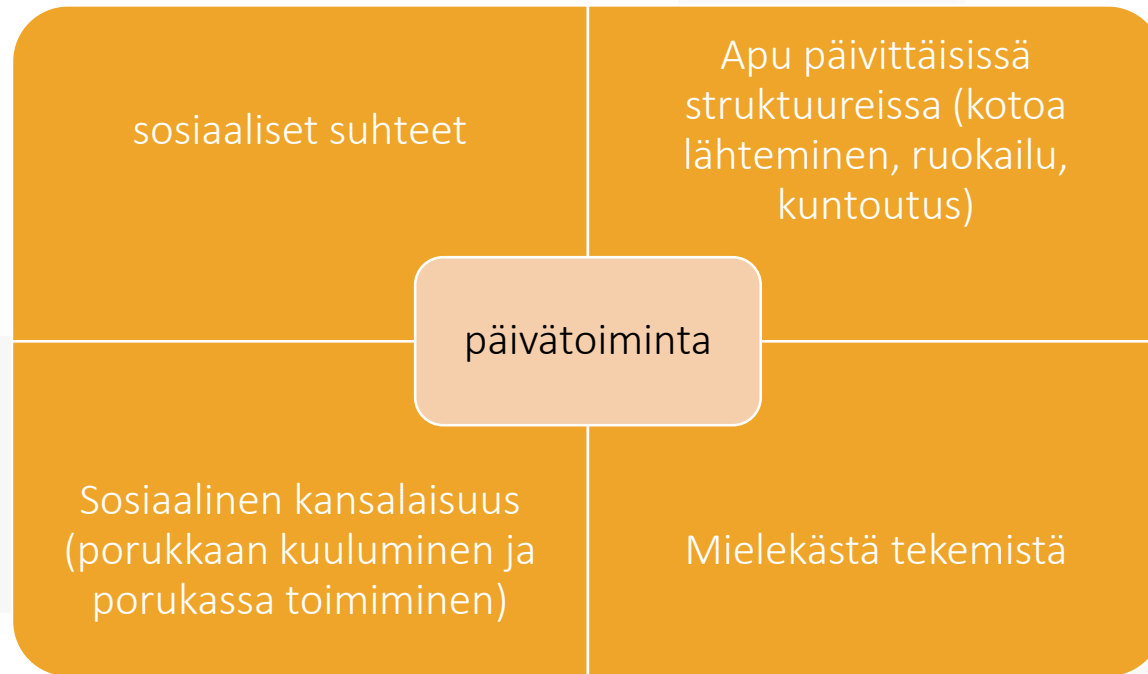 sosiaaliset suhteet
Apu päivittäisissä
struktuureissa (kotoa
lähteminen, ruokailu,
kuntoutus)
päivätoiminta
Sosiaalinen kansalaisuus
(porukkaan kuuluminen ja
porukassa toimiminen)
Mielekästä tekemistä